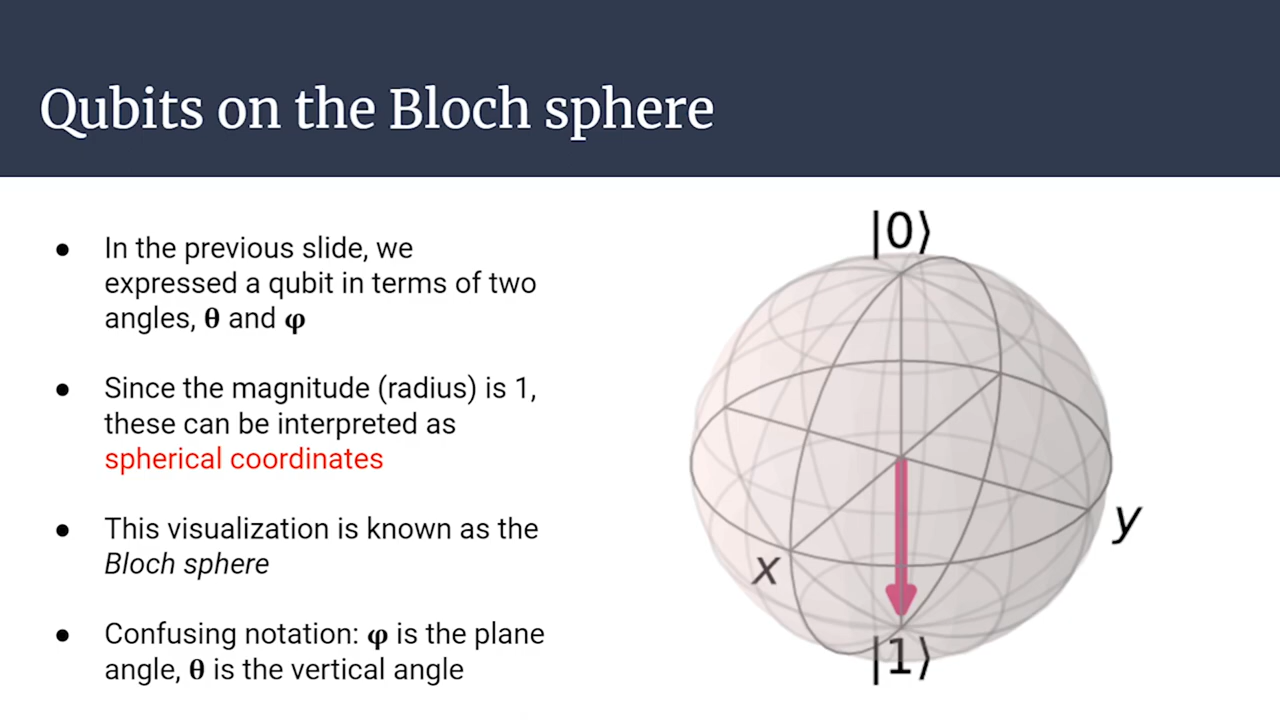 Qubits on the Bloch sphere
● In the previous slide, we
expressed a qubit in terms of two
angles, θ and φ
● Since the magnitude (radius) is 1,
these can be interpreted as
spherical coordinates
● This visualization is known as the
Bloch sphere
● Confusing notation: φ is the plane
angle, θ is the vertical angle
|0⟩
y
x
|1⟩